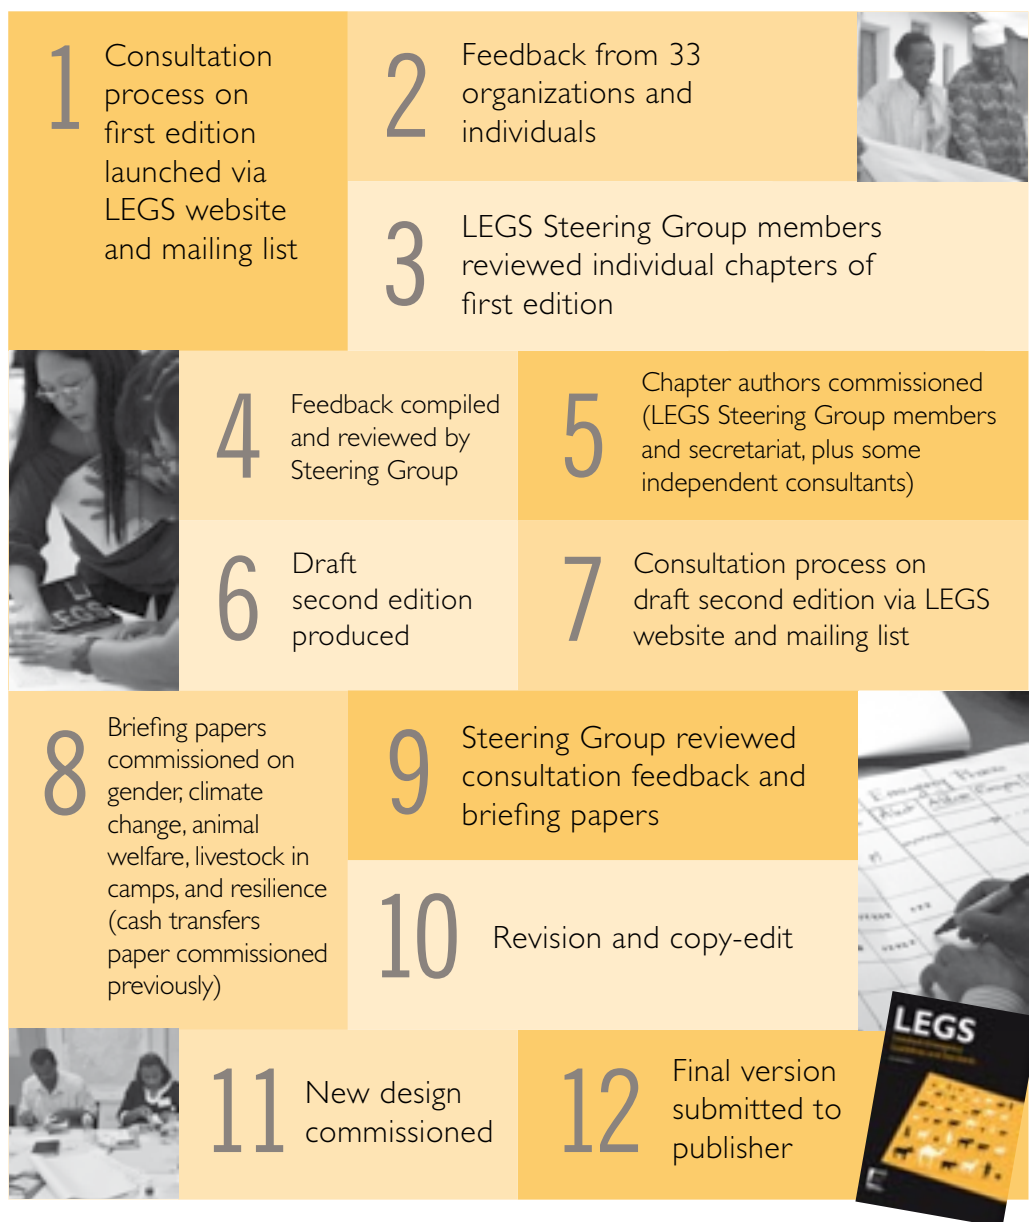 1
Consultation
process on
first edition
launched via
LEGS website
and mailing list
2
Feedback from 33
organizations and
individuals
3
LEGS Steering Group members
reviewed individual chapters of
first edition
4
Feedback compiled
and reviewed by
Steering Group
5
Chapter authors commissioned
(LEGS Steering Group members
and secretariat, plus some
independent consultants)
6
Draft
second edition
produced
LEGS
7
Consultation process on
draft second edition via LEGS
website and mailing list
8
Briefing papers
commissioned on
gender, climate
change, animal
welfare, livestock in
camps, and resilience
(cash transfers
paper commissioned
previously)
9
Steering Group reviewed
consultation feedback and
briefing papers
10
Revision and copy-edit
11
New design
commissioned
12
Final version
submitted to
publisher
LEGS